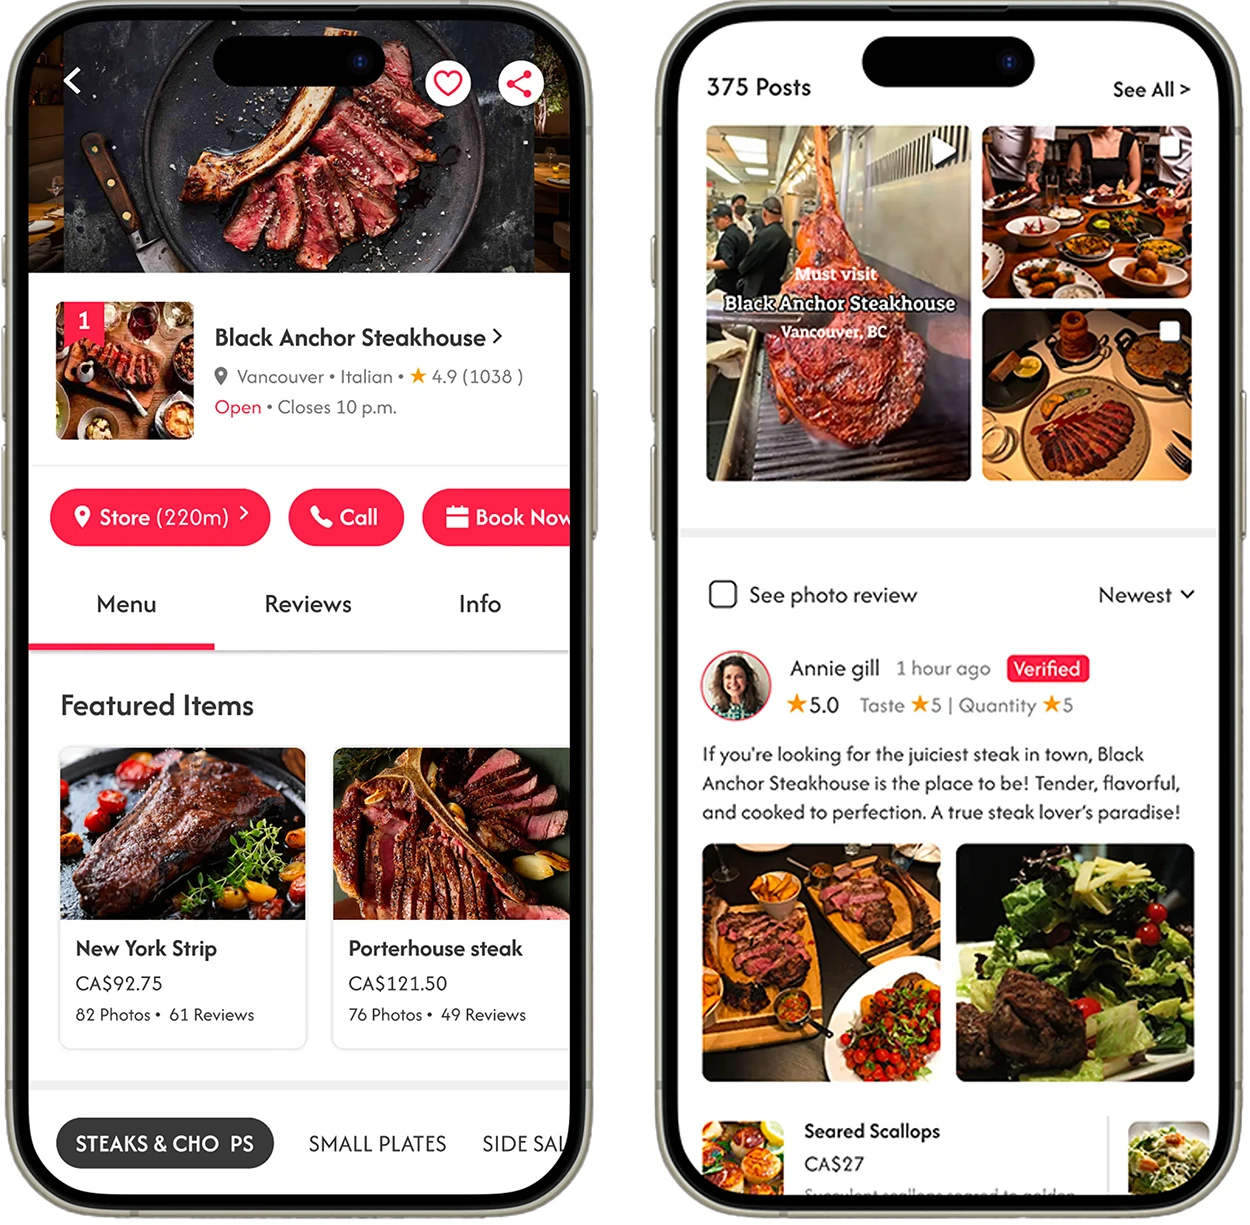 1
Black Anchor Steakhouse >
Vancouver • Italian • ★ 4.9 (1038 )
Open • Closes 10 p.m.
Store (220m) >
Call
Book Now
Menu
Reviews
Info
Featured Items
New York Strip
CA$92.75
82 Photos • 61 Reviews
Porterhouse steak
CA$121.50
76 Photos • 49 Reviews
STEAKS & CHO PS
SMALL PLATES
SIDE SAL
375 Posts
See All >
Must visit
Black Anchor Steakhouse
Vancouver, BC
See photo review
Newest
Annie gill 1 hour ago Verified
★5.0 Taste ★5 | Quantity ★5
If you're looking for the juiciest steak in town, Black
Anchor Steakhouse is the place to be! Tender, flavorful,
and cooked to perfection. A true steak lover's paradise!
Seared Scallops
CA$27